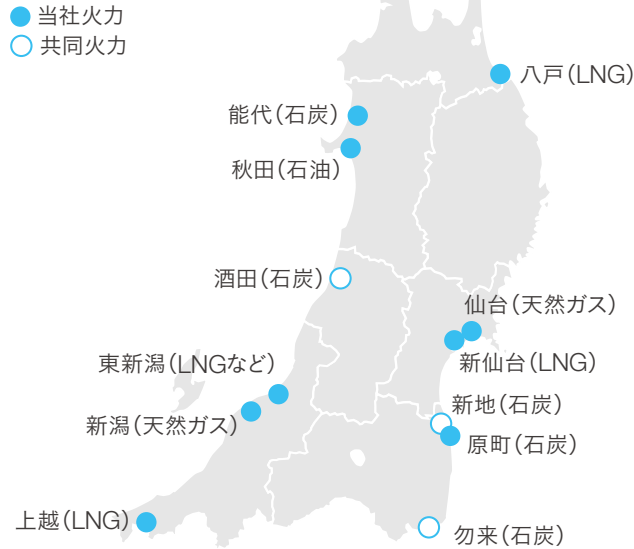 当社火力
共同火力
八戸(LNG)
能代(石炭)
秋田(石油)
酒田(石炭)
仙台(天然ガス)
新仙台(LNG)
東新潟(LNGなど)
新潟(天然ガス)
新地(石炭)
原町(石炭)
上越(LNG)
勿来(石炭)